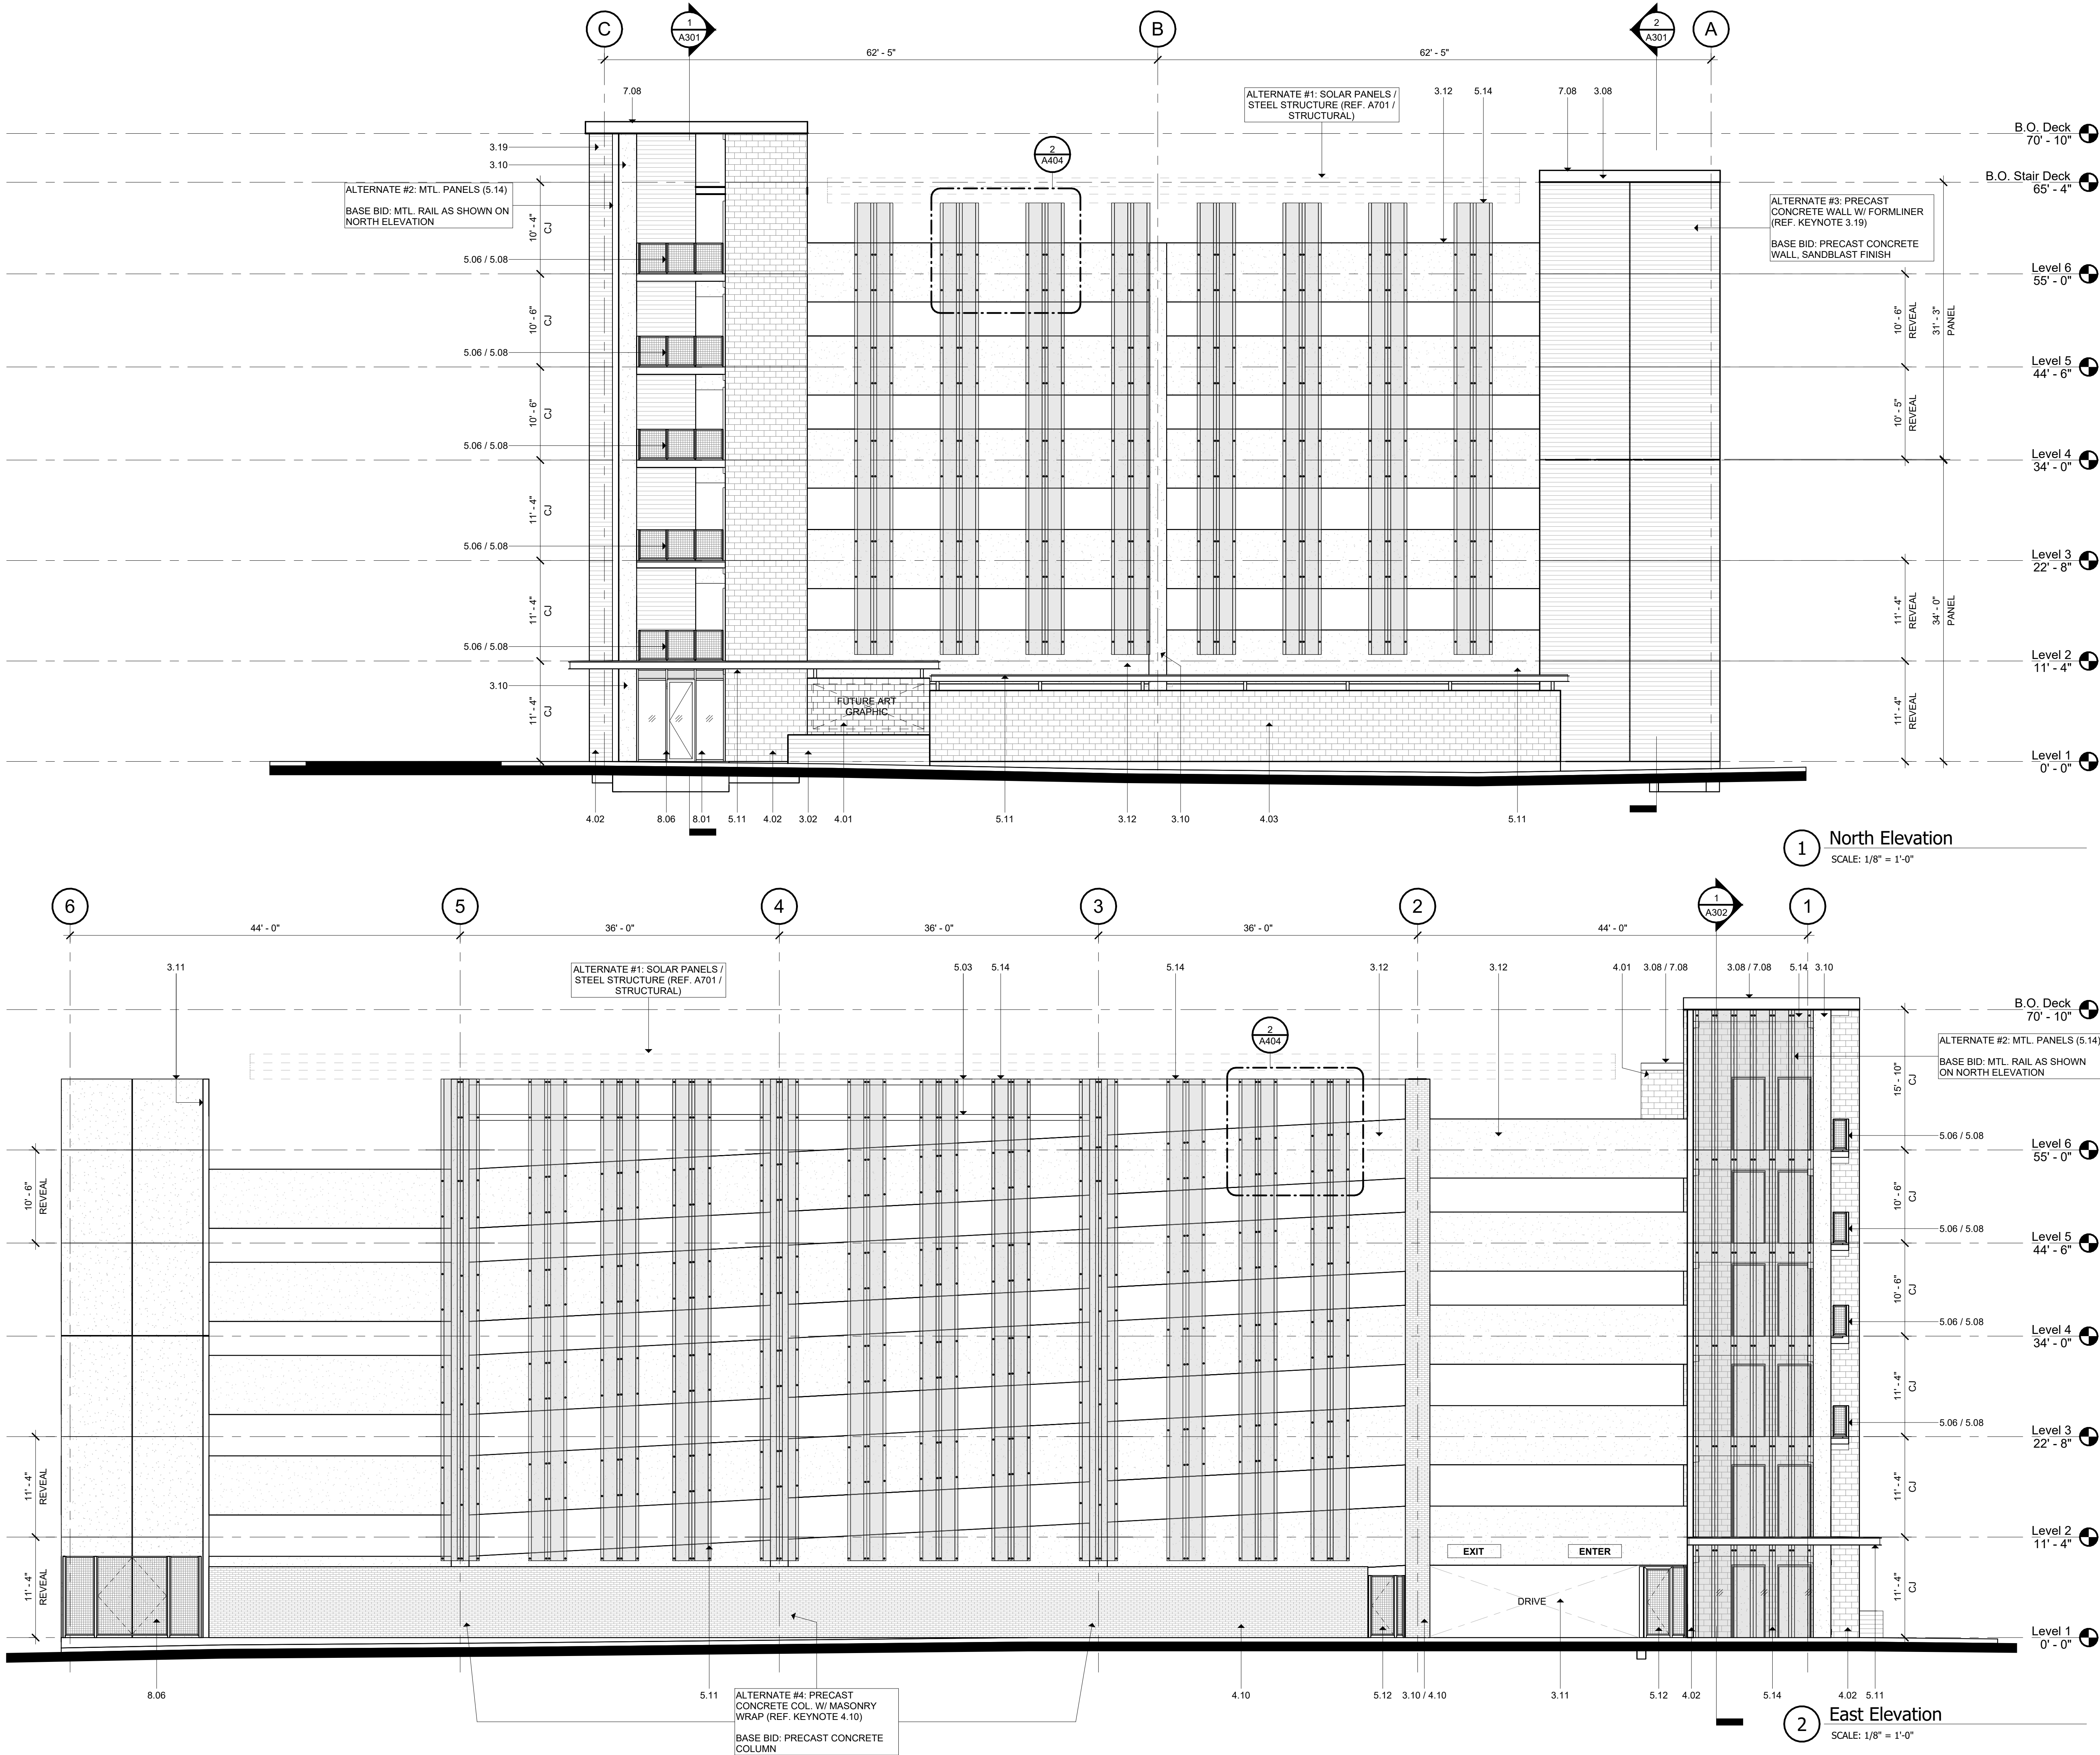 C
1
A301
B
2
A301
A
62' - 5"
62' - 5"
7.08
ALTERNATE #1: SOLAR PANELS /
STEEL STRUCTURE (REF. A701 /
STRUCTURAL)
3.12
5.14
7.08
3.08
B.O. Deck
70' - 10"
3.19
3.10
2
A404
B.O. Stair Deck
65' - 4"
ALTERNATE #2: MTL. PANELS (5.14)
BASE BID: MTL. RAIL AS SHOWN ON
NORTH ELEVATION
ALTERNATE #3: PRECAST
CONCRETE WALL W/ FORMLINER
(REF. KEYNOTE 3.19)
BASE BID: PRECAST CONCRETE
WALL, SANDBLAST FINISH
10' - 4"
CJ
5.06 / 5.08
Level 6
55' - 0"
10' - 6"
CJ
10' - 6"
REVEAL
31' - 3"
PANEL
5.06 / 5.08
Level 5
44' - 6"
10' - 6"
CJ
10' - 5"
REVEAL
5.06 / 5.08
Level 4
34' - 0"
11' - 4"
CJ
5.06 / 5.08
Level 3
22' - 8"
11' - 4"
CJ
11' - 4"
REVEAL
34' - 0"
PANEL
5.06 / 5.08
Level 2
11' - 4"
3.10
11' - 4"
CJ
FUTURE ART
GRAPHIC
11' - 4"
REVEAL
Level 1
0' - 0"
4.02
8.06
8.01
5.11
4.02
3.02
4.01
5.11
3.12
3.10
4.03
5.11
1
North Elevation
SCALE: 1/8" = 1'-0"
6
5
4
3
2
1
A302
1
44' - 0"
36' - 0"
36' - 0"
36' - 0"
44' - 0"
3.11
ALTERNATE #1: SOLAR PANELS /
STEEL STRUCTURE (REF. A701 /
STRUCTURAL)
5.03
5.14
5.14
3.12
3.12
4.01
3.08 / 7.08
3.08 / 7.08
5.14
3.10
B.O. Deck
70' - 10"
2
A404
ALTERNATE #2: MTL. PANELS (5.14)
BASE BID: MTL. RAIL AS SHOWN
ON NORTH ELEVATION
15' - 10"
CJ
5.06 / 5.08
Level 6
55' - 0"
10' - 6"
REVEAL
10' - 6"
CJ
5.06 / 5.08
Level 5
44' - 6"
10' - 6"
CJ
5.06 / 5.08
Level 4
34' - 0"
11' - 4"
CJ
5.06 / 5.08
Level 3
22' - 8"
11' - 4"
REVEAL
11' - 4"
CJ
Level 2
11' - 4"
EXIT
ENTER
11' - 4"
REVEAL
DRIVE
11' - 4"
CJ
Level 1
0' - 0"
8.06
5.11
ALTERNATE #4: PRECAST
CONCRETE COL. W/ MASONRY
WRAP (REF. KEYNOTE 4.10)
BASE BID: PRECAST CONCRETE
COLUMN
4.10
5.12
3.10 / 4.10
3.11
5.12
4.02
5.14
4.02
5.11
2
East Elevation
SCALE: 1/8" = 1'-0"